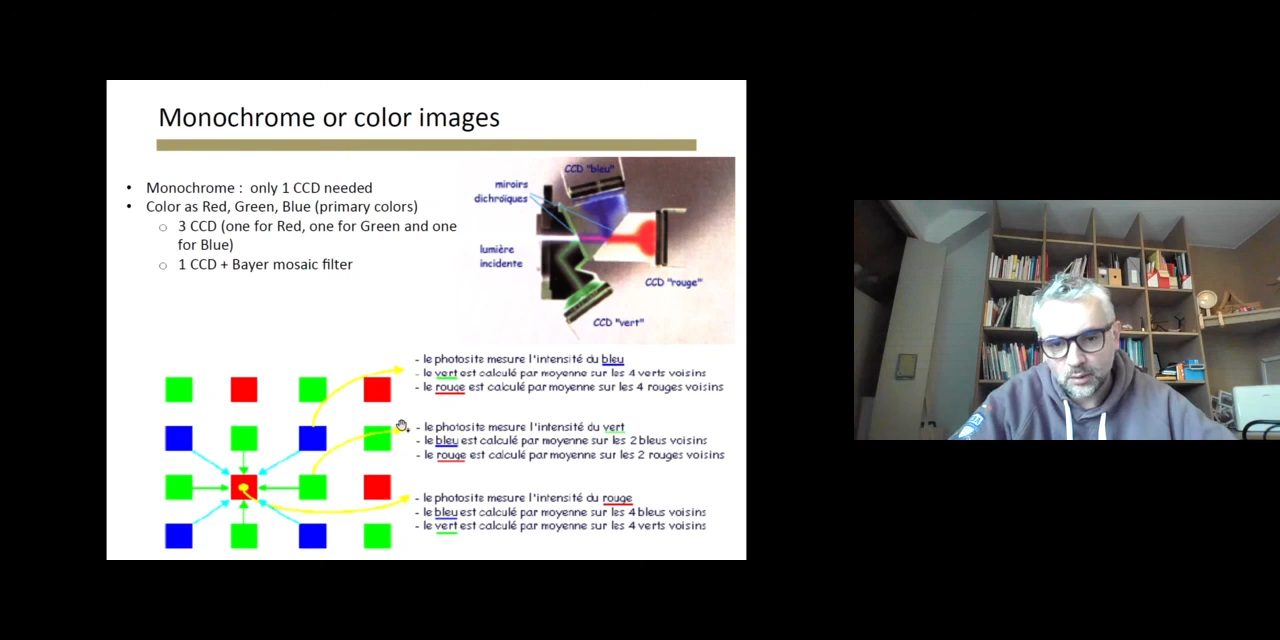 Monochrome or color images
• Monochrome : only 1 CCD needed
• Color as Red, Green, Blue (primary colors)
○ 3 CCD (one for Red, one for Green and one
for Blue)
○ 1 CCD + Bayer mosaic filter
CCD "bleu"
miroirs
dichroïques
lumière
incidente
CCD "rouge"
CCD "vert"
- le photosite mesure l'intensité du bleu
- le vert est calculé par moyenne sur les 4 verts voisins
- le rouge est calculé par moyenne sur les 4 rouges voisins
- le photosite mesure l'intensité du vert
- le bleu est calculé par moyenne sur les 2 bleus voisins
- le rouge est calculé par moyenne sur les 2 rouges voisins
- le photosite mesure l'intensité du rouge
- le bleu est calculé par moyenne sur les 4 bleus voisins
- le vert est calculé par moyenne sur les 4 verts voisins